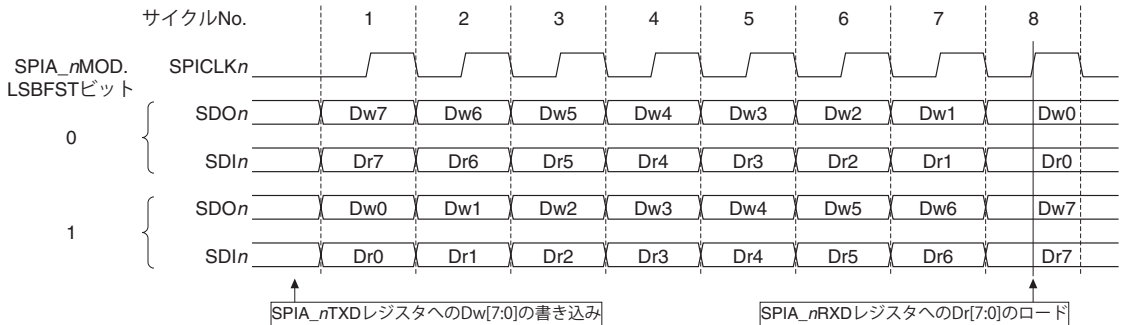 サイクルNo. 1 2 3 4 5 6 7 8
SPIA_nMOD.
LSBFSTビット
SPICLKn
0
SDOn Dw7 Dw6 Dw5 Dw4 Dw3 Dw2 Dw1 Dw0
SDIn Dr7 Dr6 Dr5 Dr4 Dr3 Dr2 Dr1 Dr0
1
SDOn Dw0 Dw1 Dw2 Dw3 Dw4 Dw5 Dw6 Dw7
SDIn Dr0 Dr1 Dr2 Dr3 Dr4 Dr5 Dr6 Dr7
SPIA_nTXDレジスタへのDw[7:0]の書き込み
SPIA_nRXDレジスタへのDr[7:0]のロード